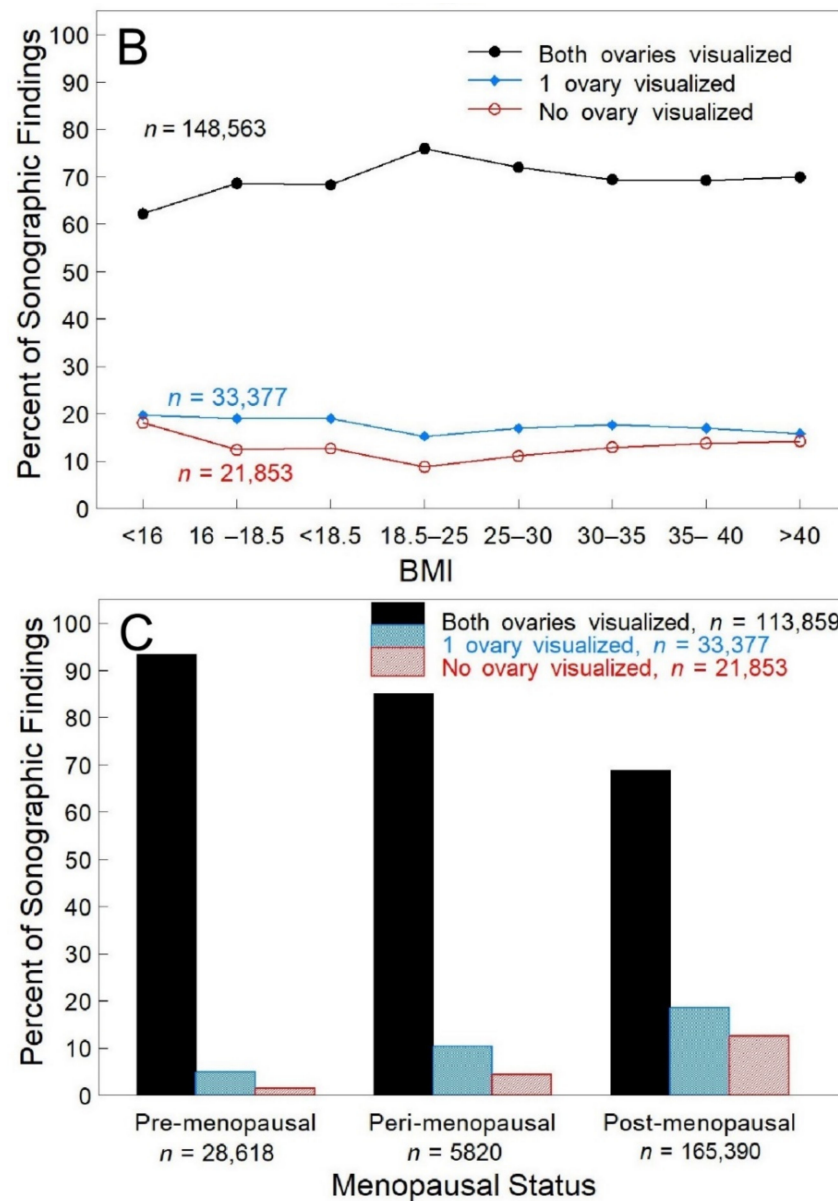 B
Percent of Sonographic Findings
100
90
80
70
60
50
40
30
20
10
0
Both ovaries visualized
1 ovary visualized
No ovary visualized
n = 148,563
n = 33,377
n = 21,853
<16 16 –18.5 <18.5 18.5–25 25–30 30–35 35– 40 >40
BMI
C
Percent of Sonographic Findings
100
90
80
70
60
50
40
30
20
10
0
Both ovaries visualized, n = 113,859
1 ovary visualized, n = 33,377
No ovary visualized, n = 21,853
Pre-menopausal Peri-menopausal Post-menopausal
n = 28,618 n = 5820 n = 165,390
Menopausal Status